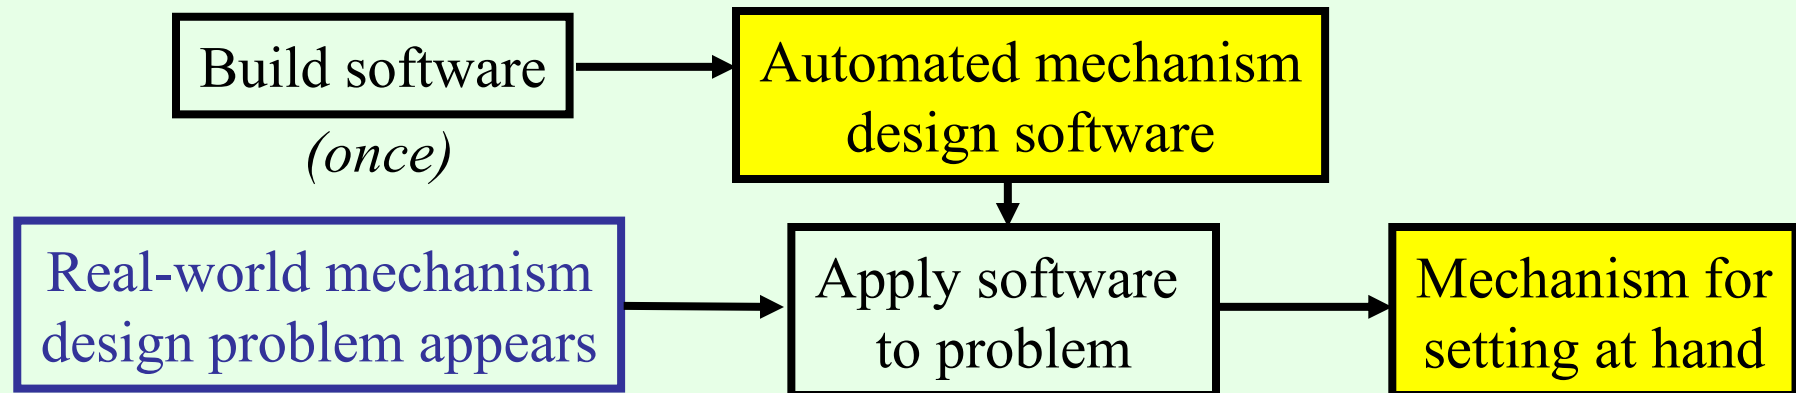 Build software
(once)
Automated mechanism
design software
Real-world mechanism
design problem appears
Apply software
to problem
Mechanism for
setting at hand